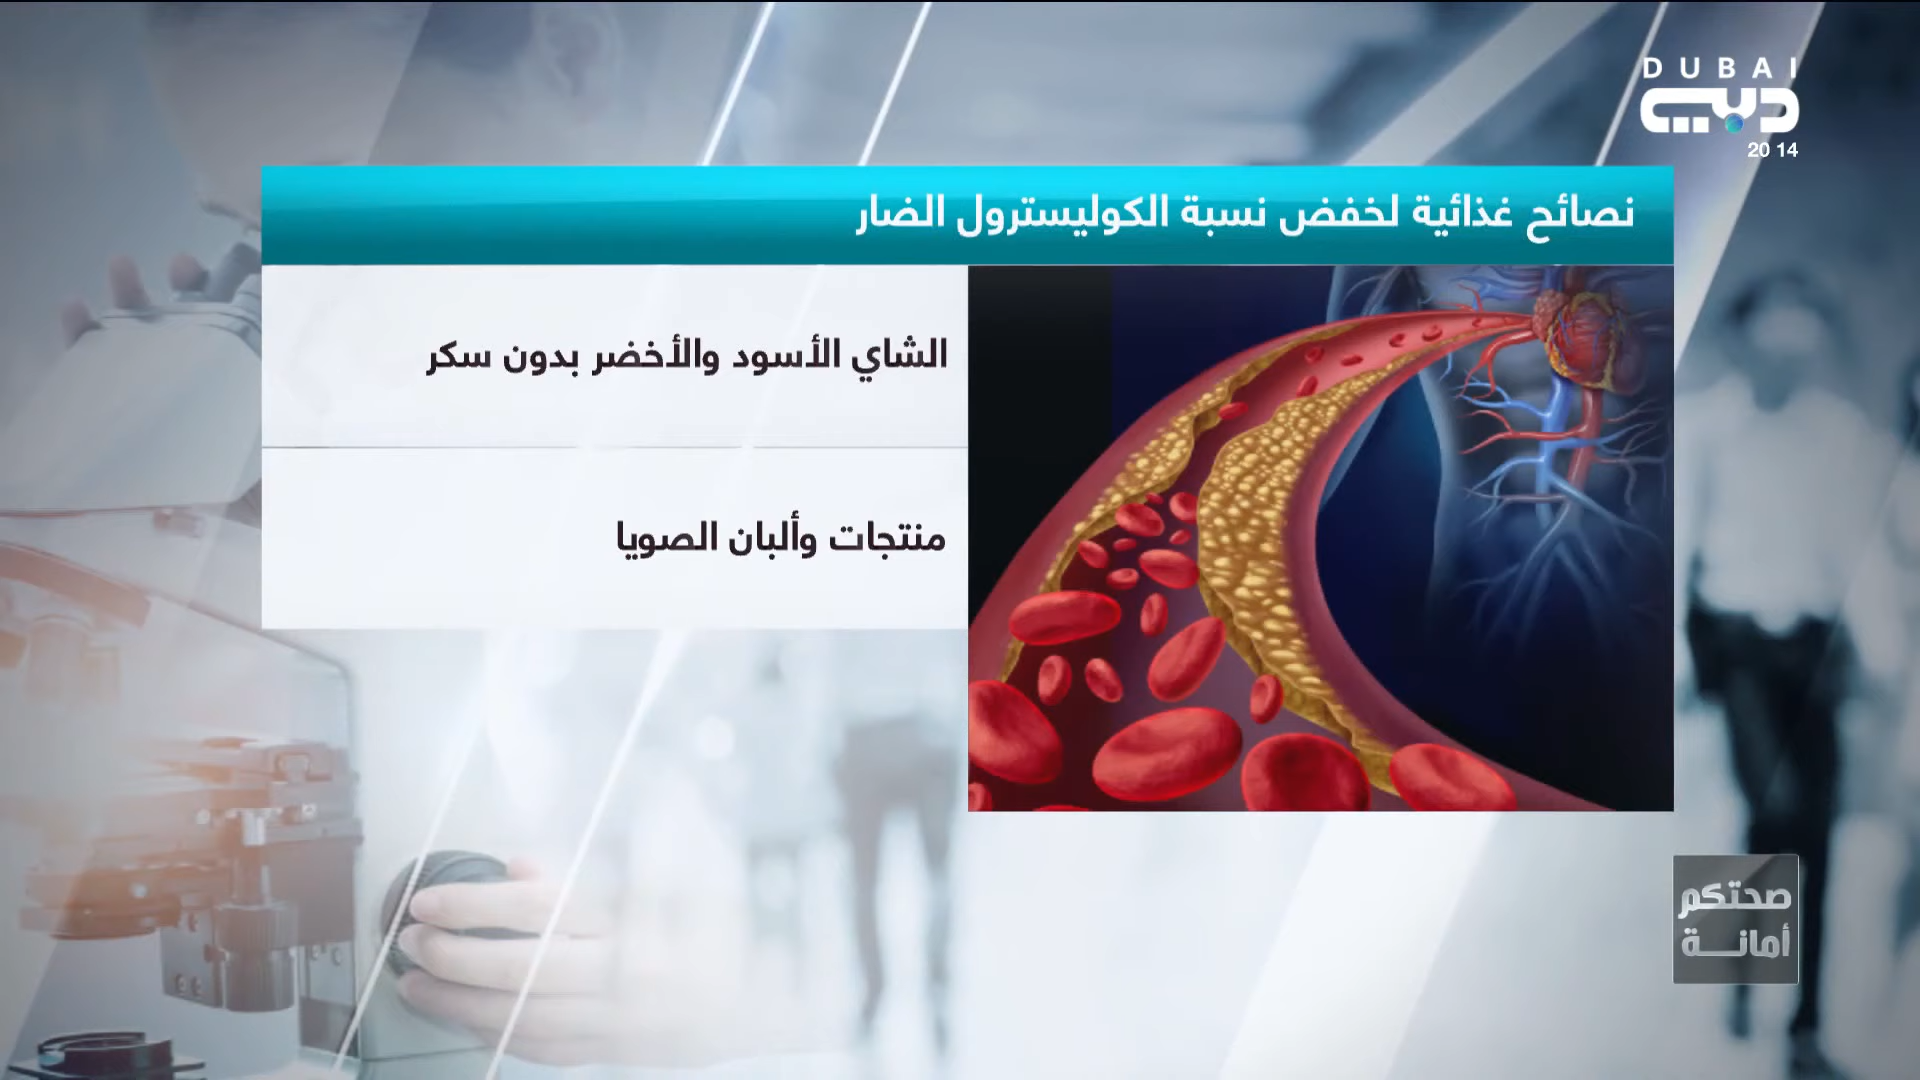 DUBAI
دبي
20 14
نصائح غذائية لخفض نسبة الكوليسترول الضار
الشاي الأسود والأخضر بدون سكر
منتجات وألبان الصويا
صحتكم
أمانة